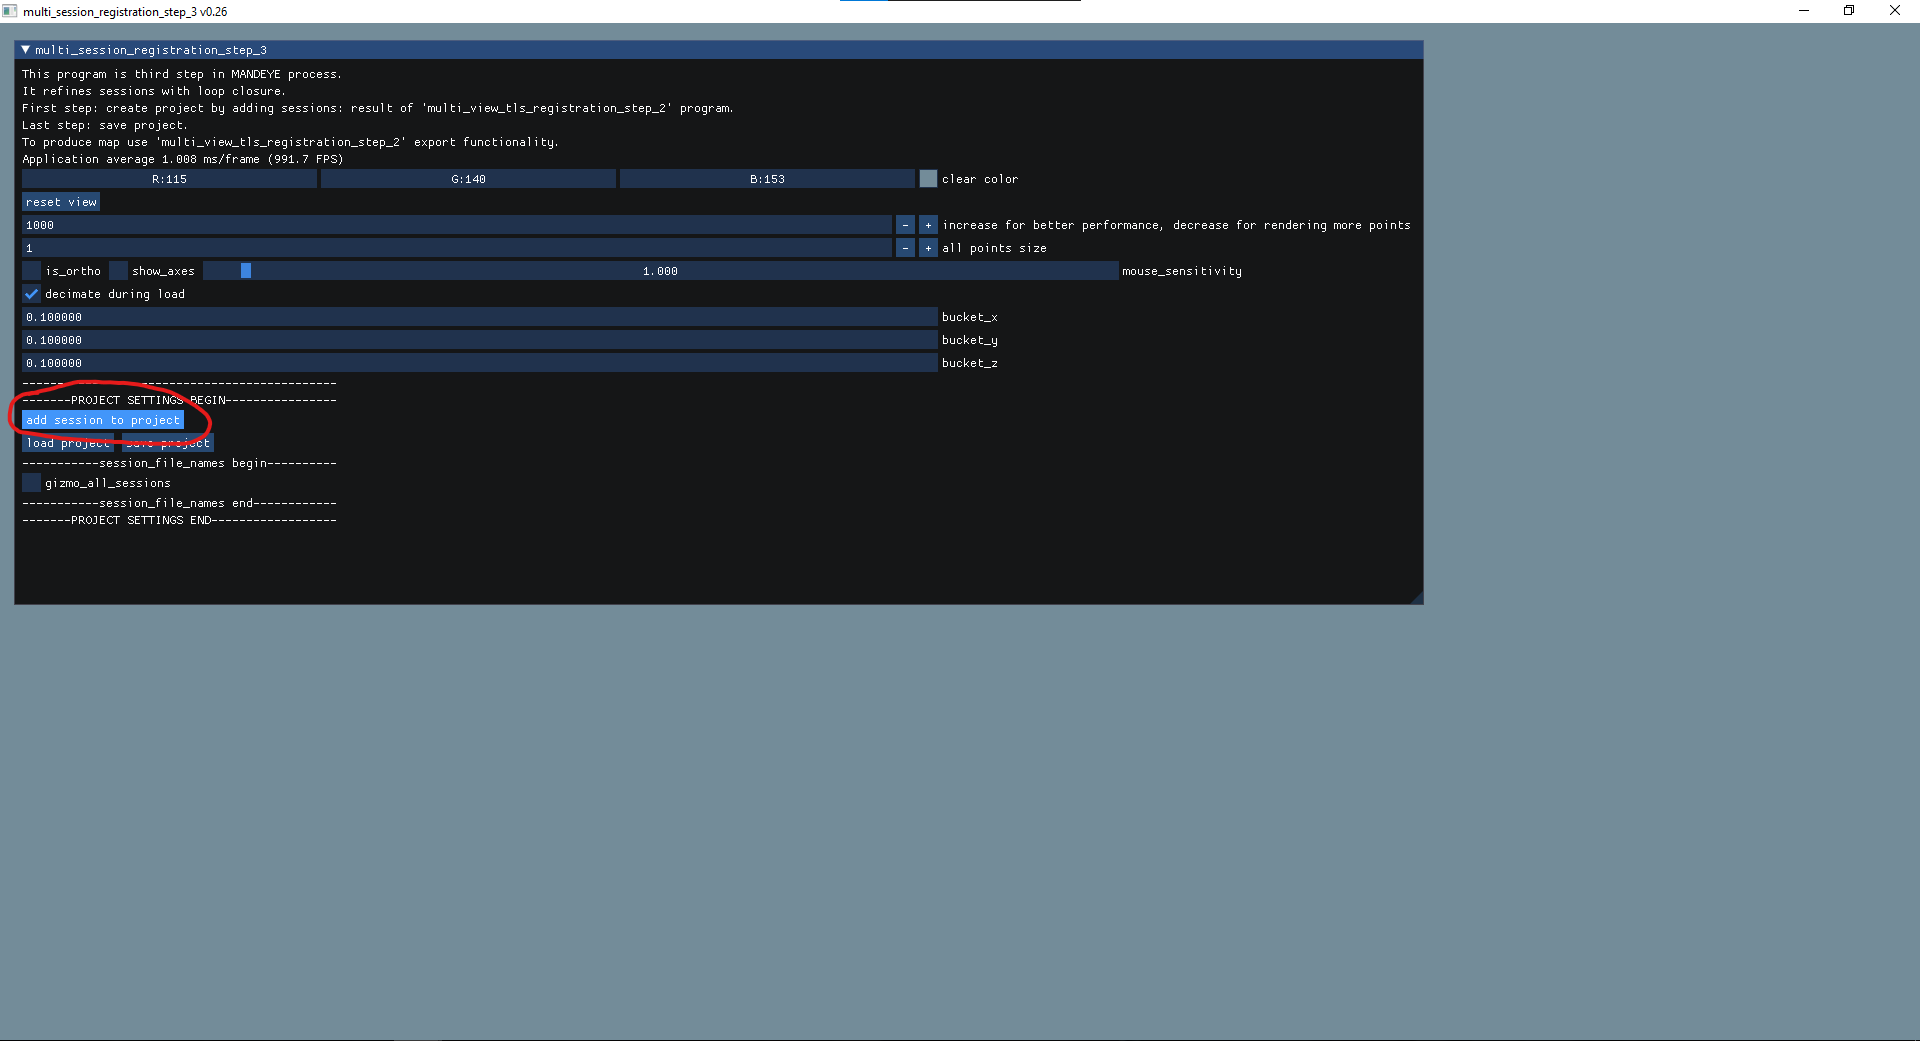 multi_session_registration_step_3 v0.26
multi_session_registration_step_3
This program is third step in MANDEYE process.
It refines sessions with loop closure.
First step: create project by adding sessions: result of 'multi_view_tls_registration_step_2' program.
Last step: save project.
To produce map use 'multi_view_tls_registration_step_2' export functionality.
Application average 1.008 ms/frame (991.7 FPS)
R:115 G:140 B:153 clear color
reset view
1000 - + increase for better performance, decrease for rendering more points
1 - + all points size
is_ortho show_axes 1.000 mouse_sensitivity
decimate during load
0.100000 bucket_x
0.100000 bucket_y
0.100000 bucket_z
---------------------------------------------
-------PROJECT SETTINGS BEGIN----------------
add session to project
load project save project
-----------session_file_names begin----------
gizmo_all_sessions
-----------session_file_names end------------
-------PROJECT SETTINGS END------------------